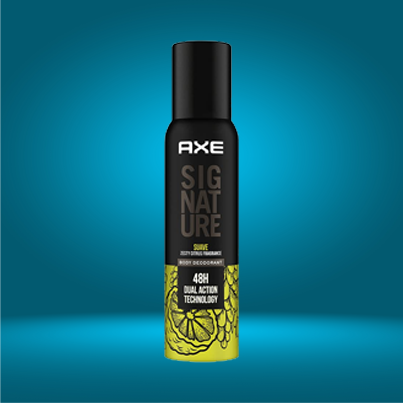 AXE
SIG
NAT
URE
SUAVE
ZESTY CITRUS FRAGRANCE
BODY DEODORANT
48H
DUAL ACTION
TECHNOLOGY